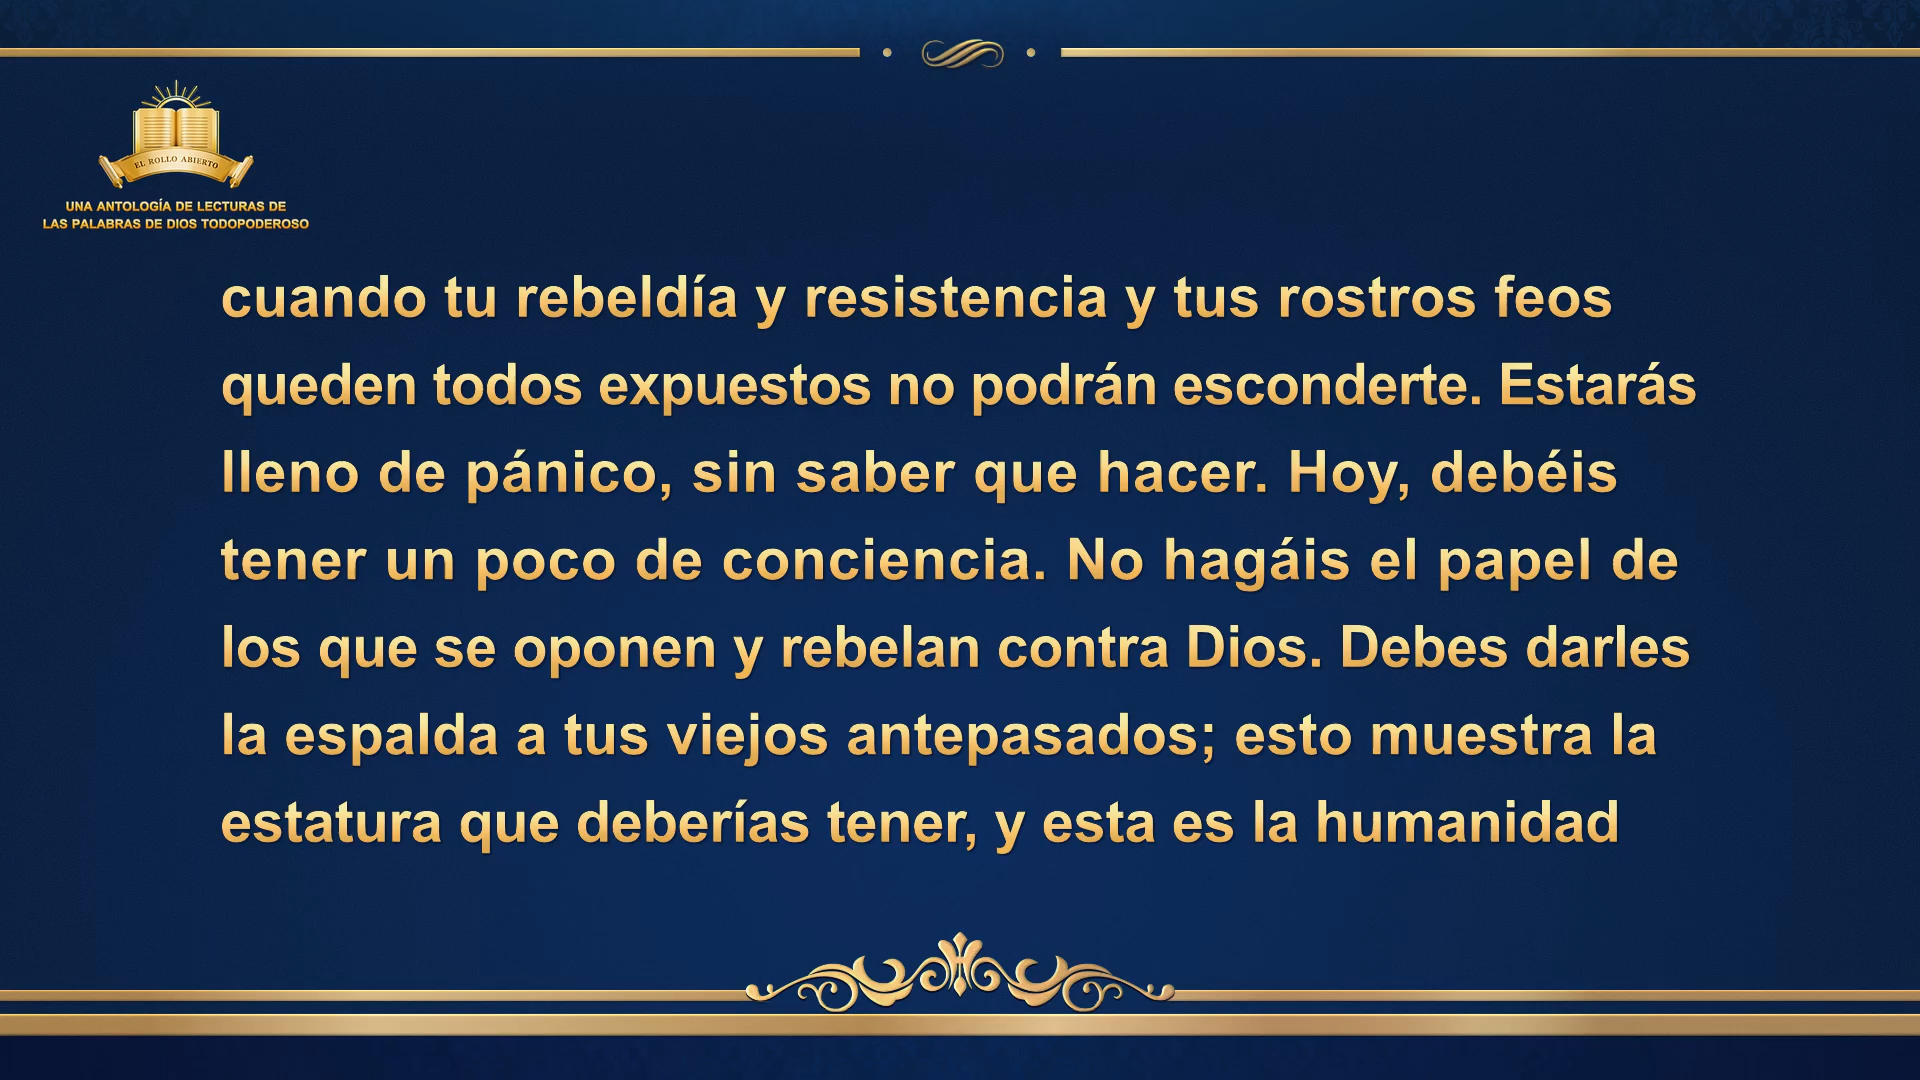 EL ROLLO ABIERTO
UNA ANTOLOGÍA DE LECTURAS DE
LAS PALABRAS DE DIOS TODOPODEROSO
cuando tu rebeldía y resistencia y tus rostros feos
queden todos expuestos no podrán esconderte. Estarás
lleno de pánico, sin saber que hacer. Hoy, debéis
tener un poco de conciencia. No hagáis el papel de
los que se oponen y rebelan contra Dios. Debes darles
la espalda a tus viejos antepasados; esto muestra la
estatura que deberías tener, y esta es la humanidad